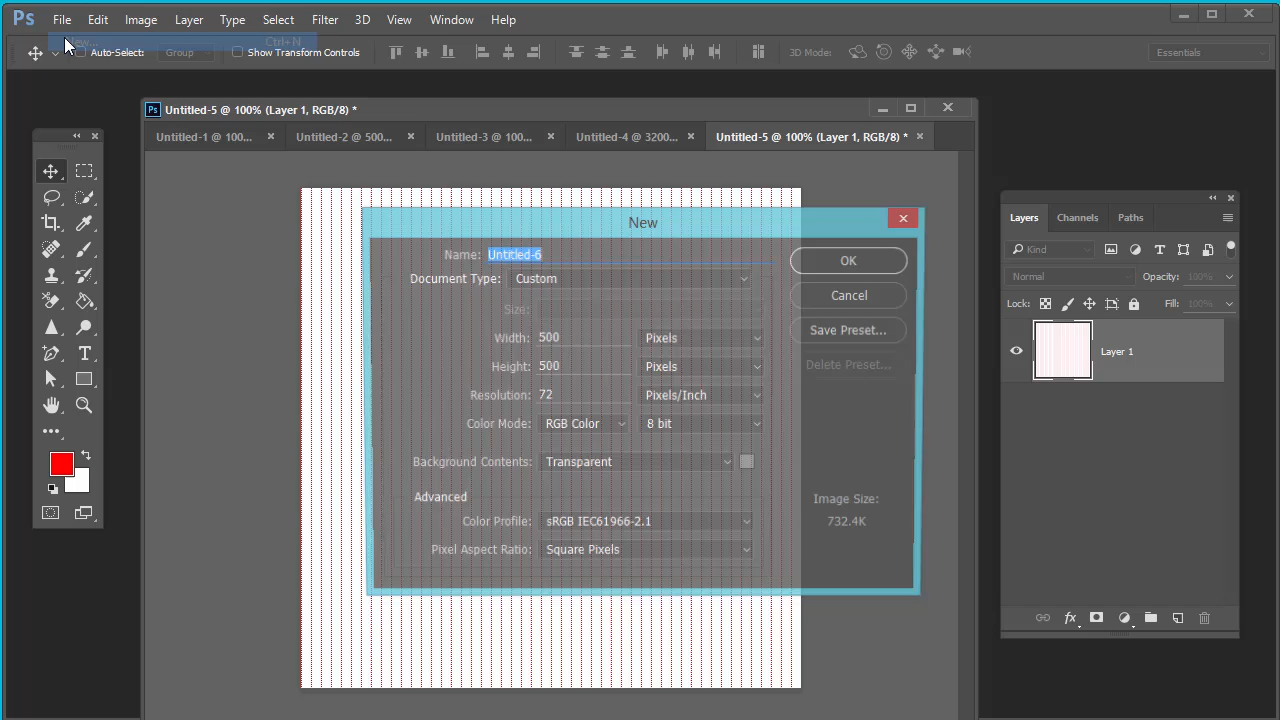 Ps File Edit Image Layer Type Select Filter 3D View Window Help
New... Ctrl+N
Auto-Select: Group Show Transform Controls 3D Mode: Essentials
Ps Untitled-5 @ 100% (Layer 1, RGB/8) *
Untitled-1 @ 100... Untitled-2 @ 500... Untitled-3 @ 100... Untitled-4 @ 3200... Untitled-5 @ 100% (Layer 1, RGB/8) *
New
Name: Untitled-6
OK
Document Type: Custom
Cancel
Size:
Width: 500 Pixels
Save Preset...
Height: 500 Pixels
Delete Preset...
Resolution: 72 Pixels/Inch
Color Mode: RGB Color 8 bit
Background Contents: Transparent
Advanced
Image Size:
732.4K
Color Profile: sRGB IEC61966-2.1
Pixel Aspect Ratio: Square Pixels
Layers Channels Paths
Kind
Normal Opacity: 100%
Lock: Fill: 100%
Layer 1
fx